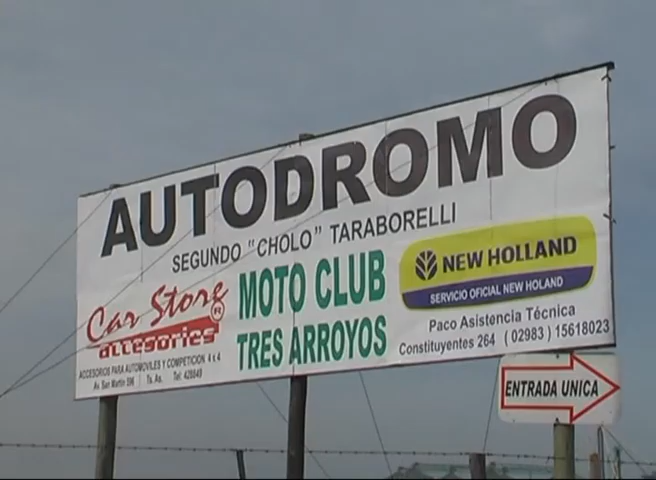 AUTODROMO
SEGUNDO "CHOLO" TARABORELLI
Car Store ®
accesories
ACCESORIOS PARA AUTOMOVILES Y COMPETICION 4 x 4
Av. San Martin 596 Ts. As. Tel. 428849
MOTO CLUB
TRES ARROYOS
NEW HOLLAND
SERVICIO OFICIAL NEW HOLAND
Paco Asistencia Técnica
Constituyentes 264 (02983) 15618023
ENTRADA UNICA